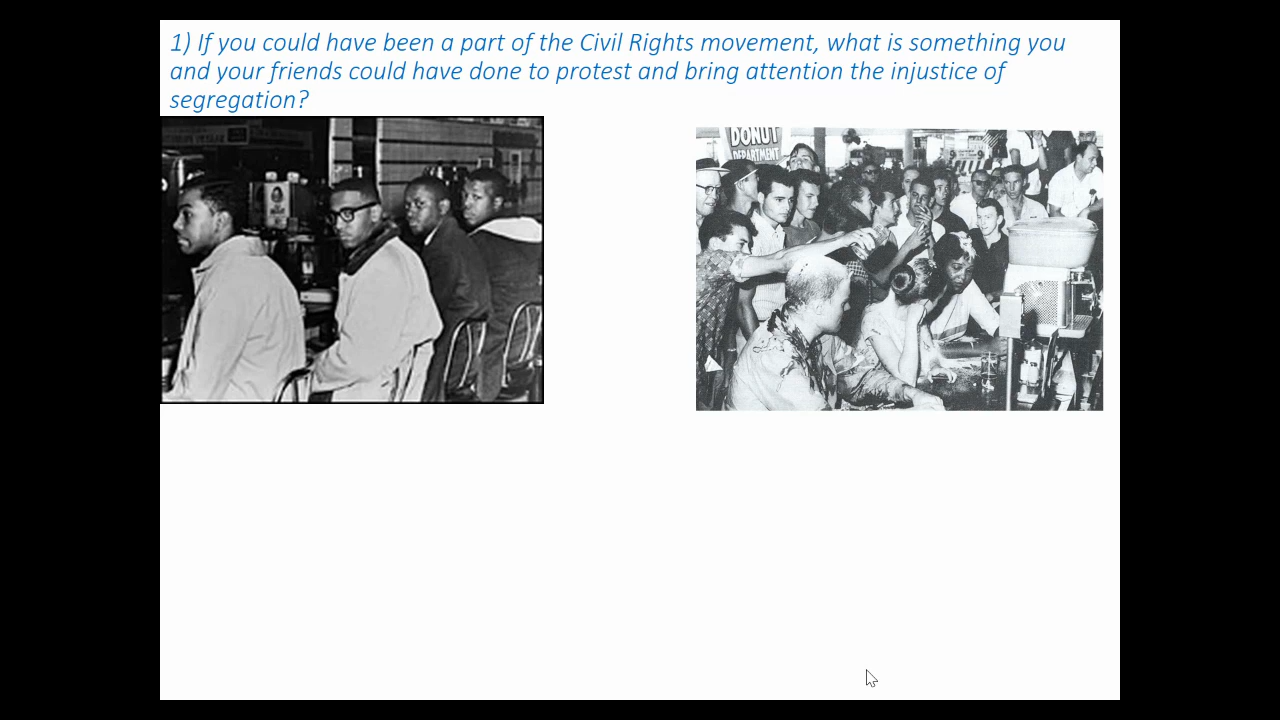 1) If you could have been a part of the Civil Rights movement, what is something you
and your friends could have done to protest and bring attention the injustice of
segregation?
DONUT
DEPARTMENT